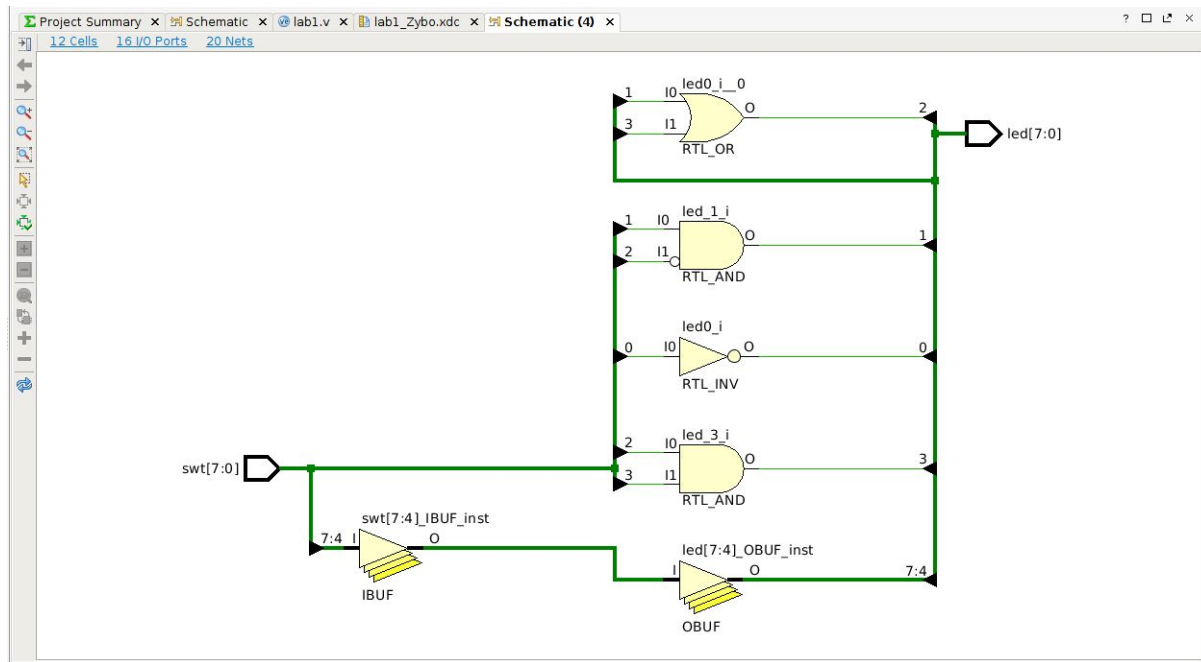 Project Summary Schematic lab1.v lab1_Zybo.xdc Schematic (4) ?
12 Cells 16 I/O Ports 20 Nets
led0_i__0
1 I0 O 2
3 I1
RTL_OR
led[7:0]
led_1_i
1 I0 O 1
2 I1
RTL_AND
led0_i
0 I0 O 0
RTL_INV
led_3_i
2 I0 O 3
3 I1
RTL_AND
swt[7:0]
swt[7:4]_IBUF_inst
7:4 I O
IBUF
led[7:4]_OBUF_inst
I O 7:4
OBUF